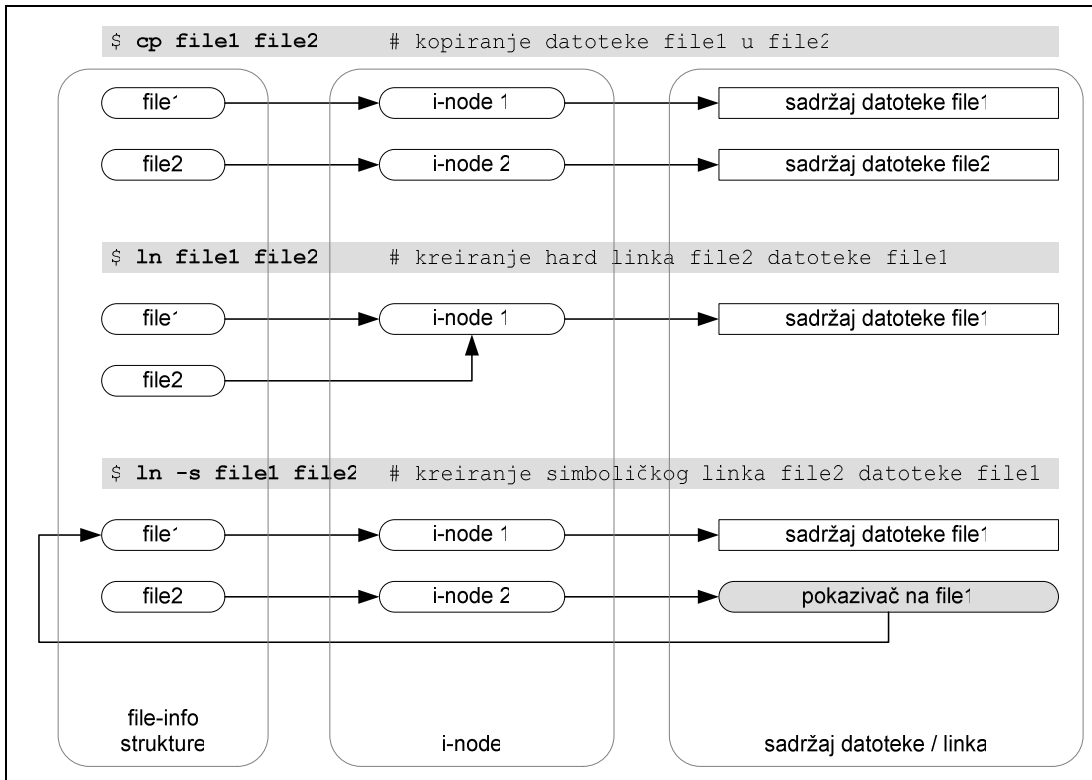 $ cp file1 file2 # kopiranje datoteke file1 u file2
file1 i-node 1 sadržaj datoteke file1
file2 i-node 2 sadržaj datoteke file2
$ ln file1 file2 # kreiranje hard linka file2 datoteke file1
file1 i-node 1 sadržaj datoteke file1
file2
$ ln -s file1 file2 # kreiranje simboličkog linka file2 datoteke file1
file1 i-node 1 sadržaj datoteke file1
file2 i-node 2 pokazivač na file1
file-info
strukture i-node sadržaj datoteke / linka